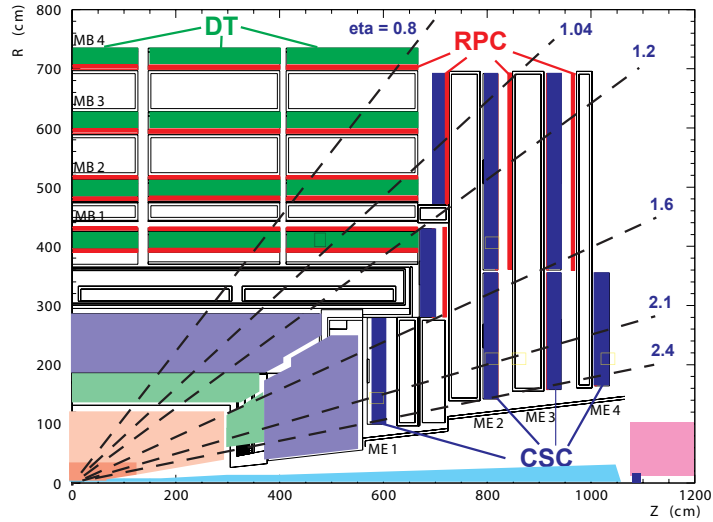 R (cm)
800
700
600
500
400
300
200
100
0
MB 4
MB 3
MB 2
MB 1
DT
eta = 0.8
RPC
1.04
1.2
1.6
2.1
2.4
ME 1
ME 2
ME 3
ME 4
CSC
0
200
400
600
800
1000
1200
Z (cm)